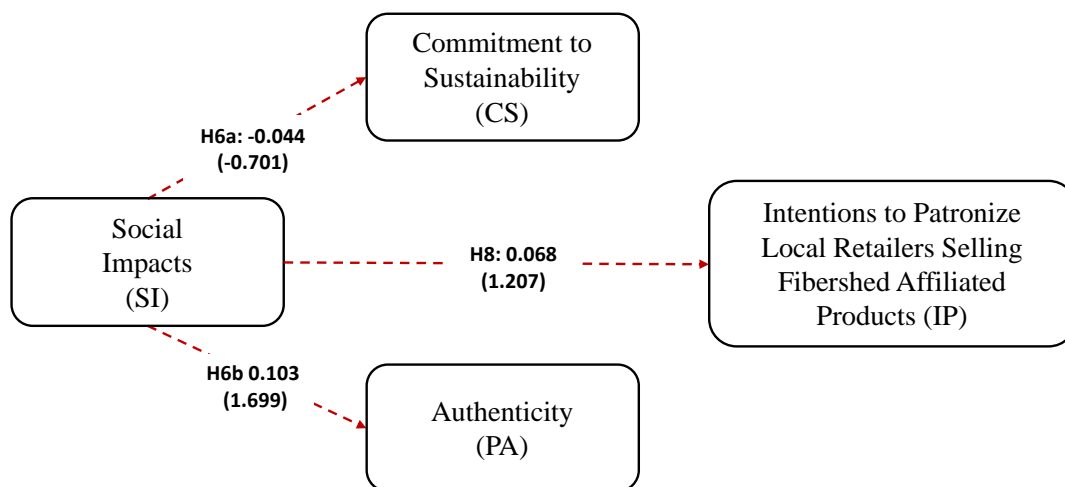 Commitment to
Sustainability
(CS)
H6a: -0.044
(-0.701)
Social
Impacts
(SI)
H8: 0.068
(1.207)
Intentions to Patronize
Local Retailers Selling
Fibershed Affiliated
Products (IP)
H6b 0.103
(1.699)
Authenticity
(PA)